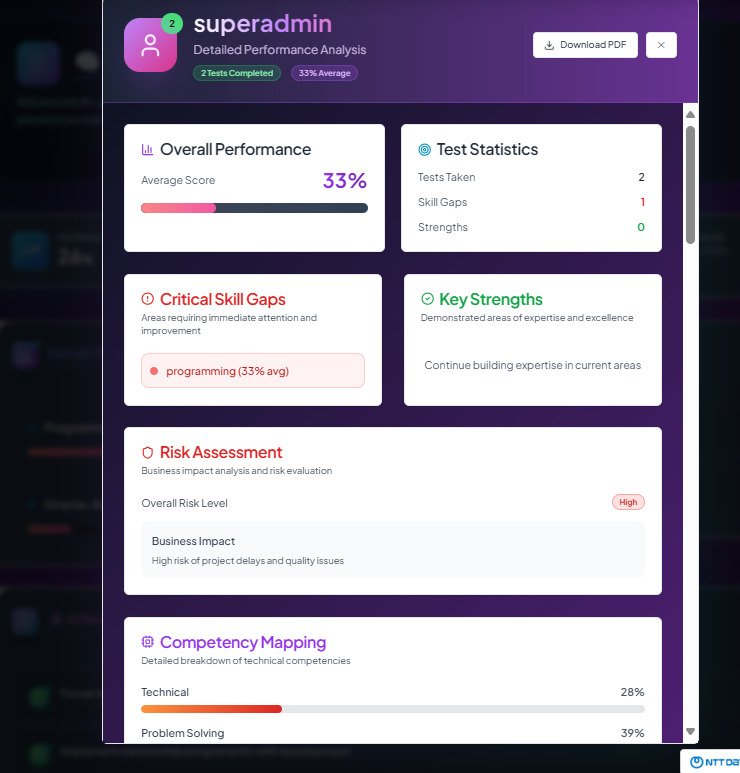 2
superadmin
Detailed Performance Analysis
2 Tests Completed
33% Average
Download PDF
Overall Performance
Average Score
33%
Test Statistics
Tests Taken
2
Skill Gaps
1
Strengths
0
Critical Skill Gaps
Areas requiring immediate attention and
improvement
programming (33% avg)
Key Strengths
Demonstrated areas of expertise and excellence
Continue building expertise in current areas
Risk Assessment
Business impact analysis and risk evaluation
Overall Risk Level
High
Business Impact
High risk of project delays and quality issues
Competency Mapping
Detailed breakdown of technical competencies
Technical
28%
Problem Solving
39%
NTT